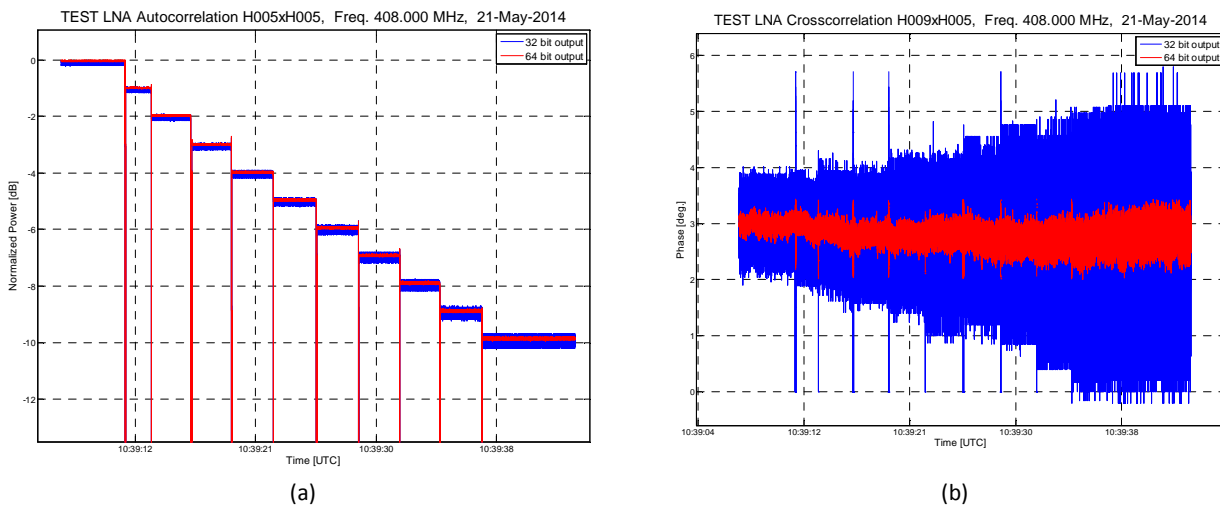 TEST LNA Autocorrelation H005xH005,  Freq. 408.000 MHz,  21-May-2014
32 bit output
64 bit output
Normalized Power [dB]
0
-2
-4
-6
-8
-10
-12
10:39:12
10:39:21
10:39:30
10:39:38
Time [UTC]
(a)
TEST LNA Crosscorrelation H009xH005,  Freq. 408.000 MHz,  21-May-2014
32 bit output
64 bit output
Phase [deg.]
6
5
4
3
2
1
0
10:39:04
10:39:12
10:39:21
10:39:30
10:39:38
Time [UTC]
(b)